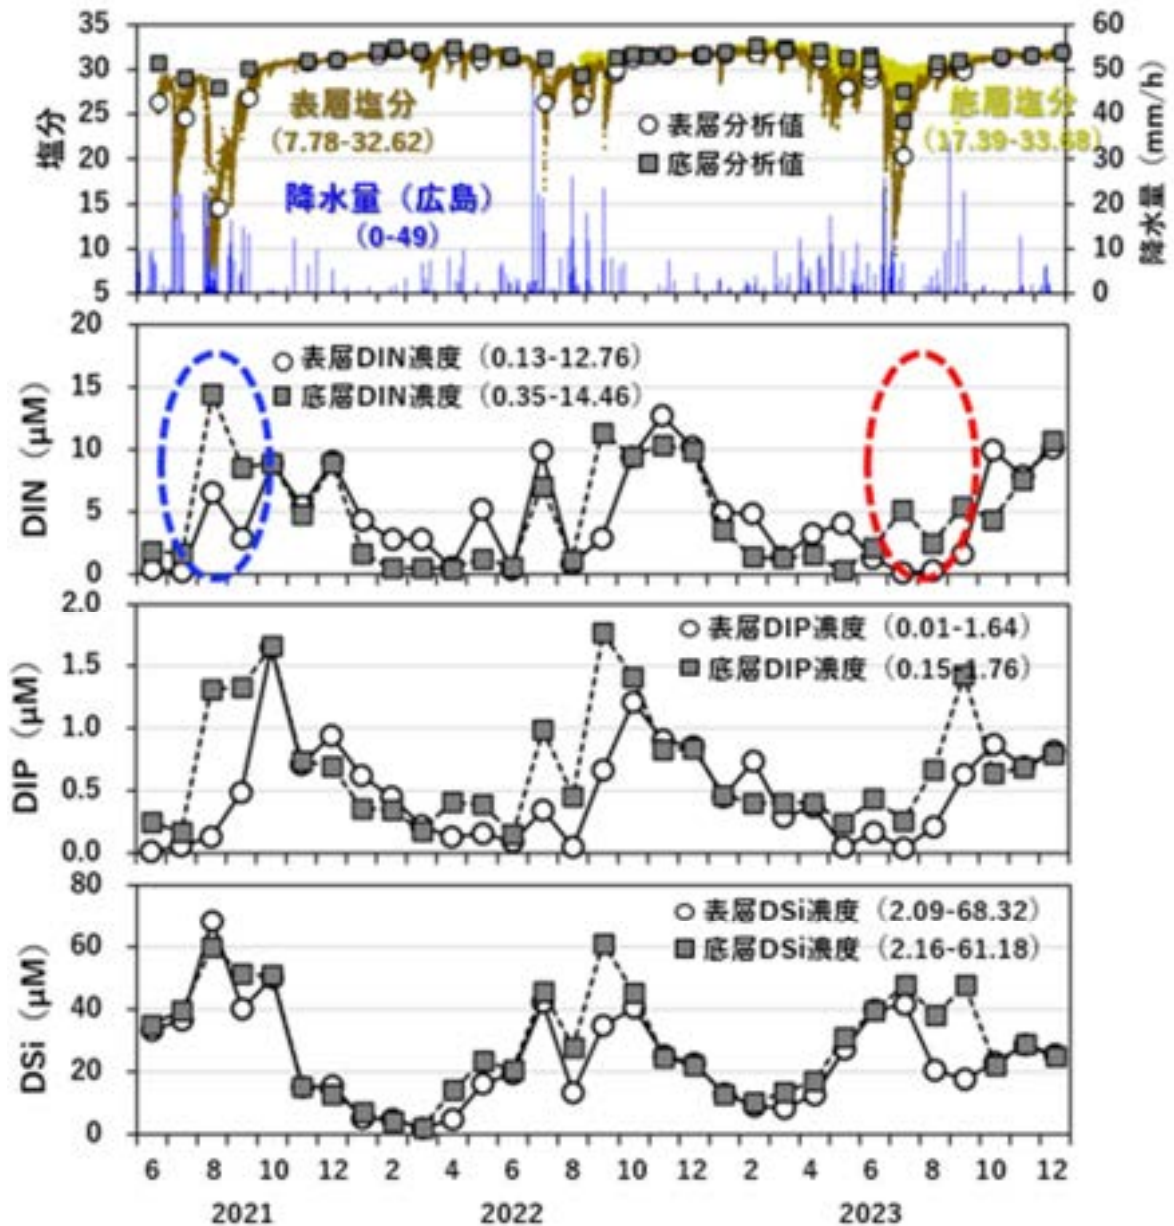 35
30
25
20
15
10
5
塩分
60
50
40
30
20
10
0
降水量 (mm/h)
表層塩分
(7.78-32.62)
底層塩分
(17.39-33.68)
表層分析値
底層分析値
降水量（広島）
(0-49)
20
15
10
5
0
DIN（μM）
表層DIN濃度（0.13-12.76）
底層DIN濃度（0.35-14.46）
2.0
1.5
1.0
0.5
0.0
DIP（μM）
表層DIP濃度（0.01-1.64）
底層DIP濃度（0.15-1.76）
80
60
40
20
0
DSi（μM）
表層DSi濃度（2.09-68.32）
底層DSi濃度（2.16-61.18）
6 8 10 12 2 4 6 8 10 12 2 4 6 8 10 12
2021 2022 2023